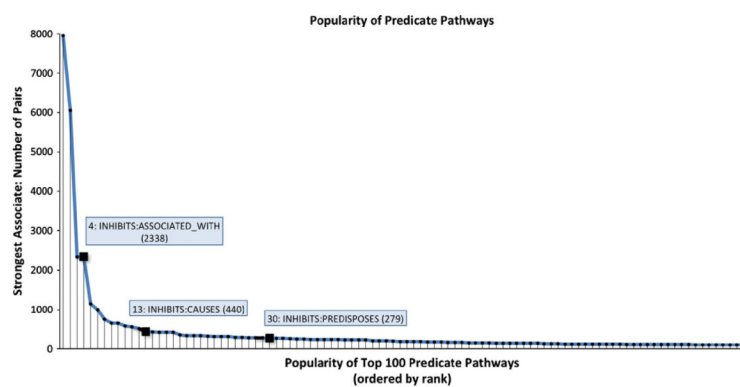 Popularity of Predicate Pathways
8000
7000
6000
5000
4000
3000
2000
1000
0
Strongest Associate: Number of Pairs
4: INHIBITS:ASSOCIATED_WITH
(2338)
13: INHIBITS:CAUSES (440)
30: INHIBITS:PREDISPOSES (279)
Popularity of Top 100 Predicate Pathways
(ordered by rank)